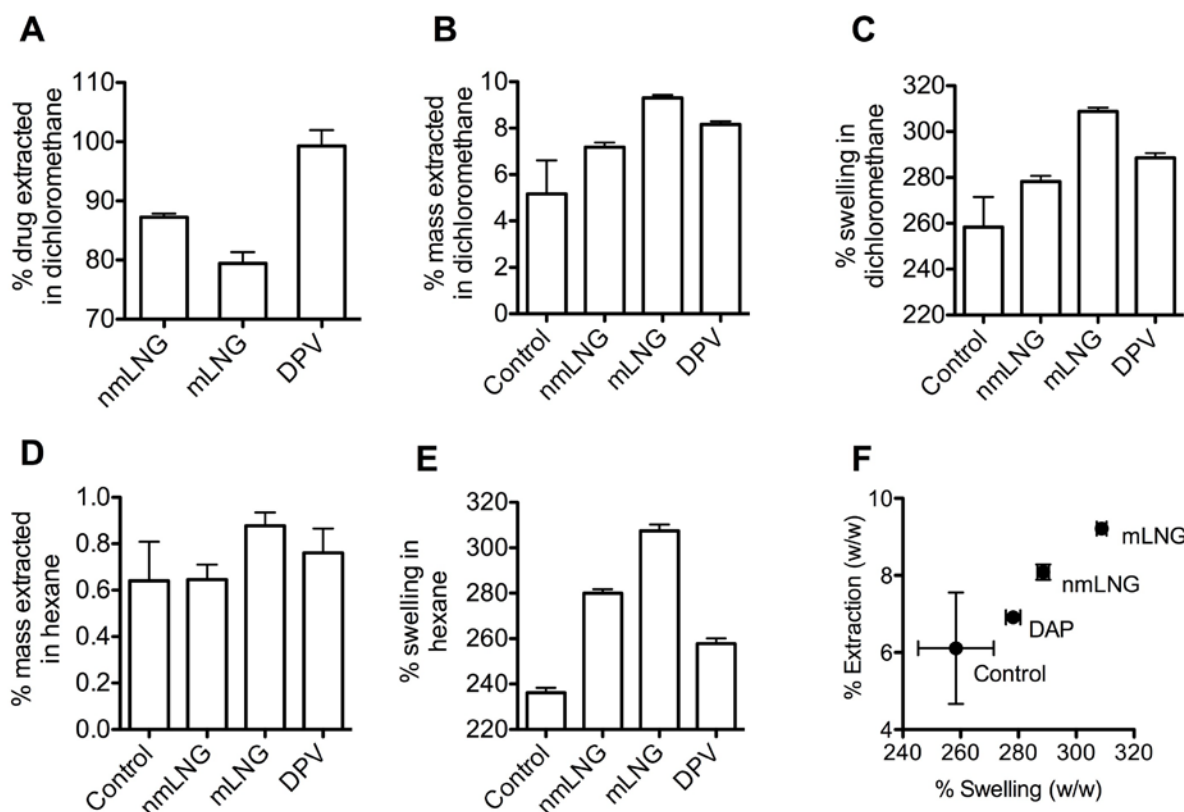 A
% drug extracted
in dichloromethane
110
100
90
80
70
nmLNG
mLNG
DPV
B
% mass extracted
in dichloromethane
10
8
6
4
2
0
Control
nmLNG
mLNG
DPV
C
% swelling in
dichloromethane
320
300
280
260
240
220
Control
nmLNG
mLNG
DPV
D
% mass extracted
in hexane
1.0
0.8
0.6
0.4
0.2
0.0
Control
nmLNG
mLNG
DPV
E
% swelling in
hexane
320
300
280
260
240
220
Control
nmLNG
mLNG
DPV
F
% Extraction (w/w)
10
8
6
4
mLNG
nmLNG
DAP
Control
240 260 280 300 320
% Swelling (w/w)